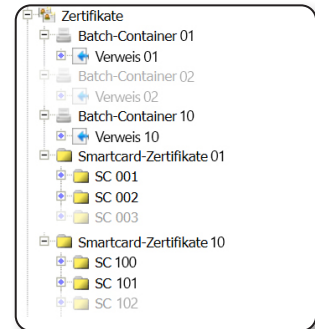 Zertifikate
Batch-Container 01
Verweis 01
Batch-Container 02
Verweis 02
Batch-Container 10
Verweis 10
Smartcard-Zertifikate 01
SC 001
SC 002
SC 003
Smartcard-Zertifikate 10
SC 100
SC 101
SC 102